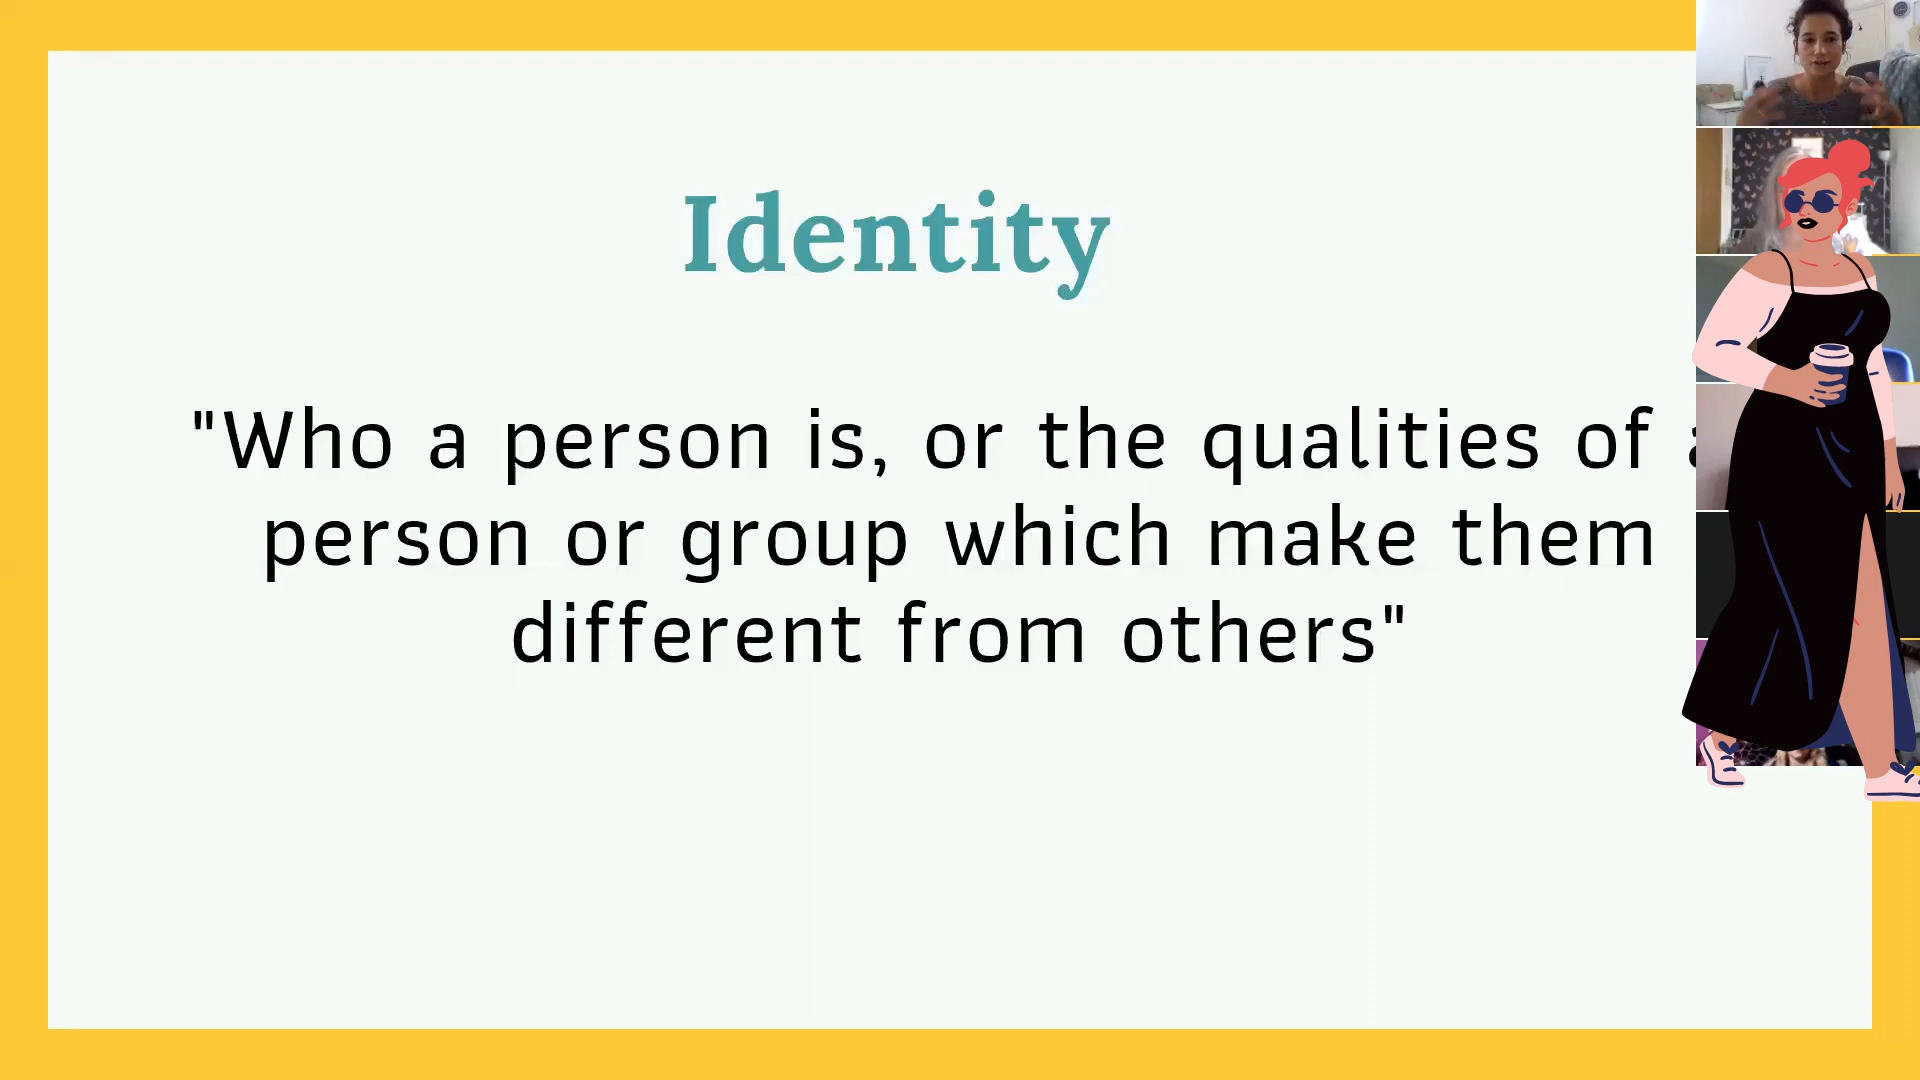 Identity
"Who a person is, or the qualities of a
person or group which make them
different from others"